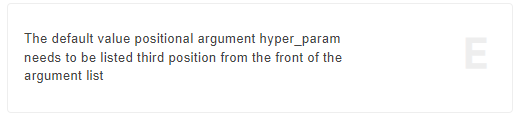 The default value positional argument hyper_param
needs to be listed third position from the front of the
argument list
E